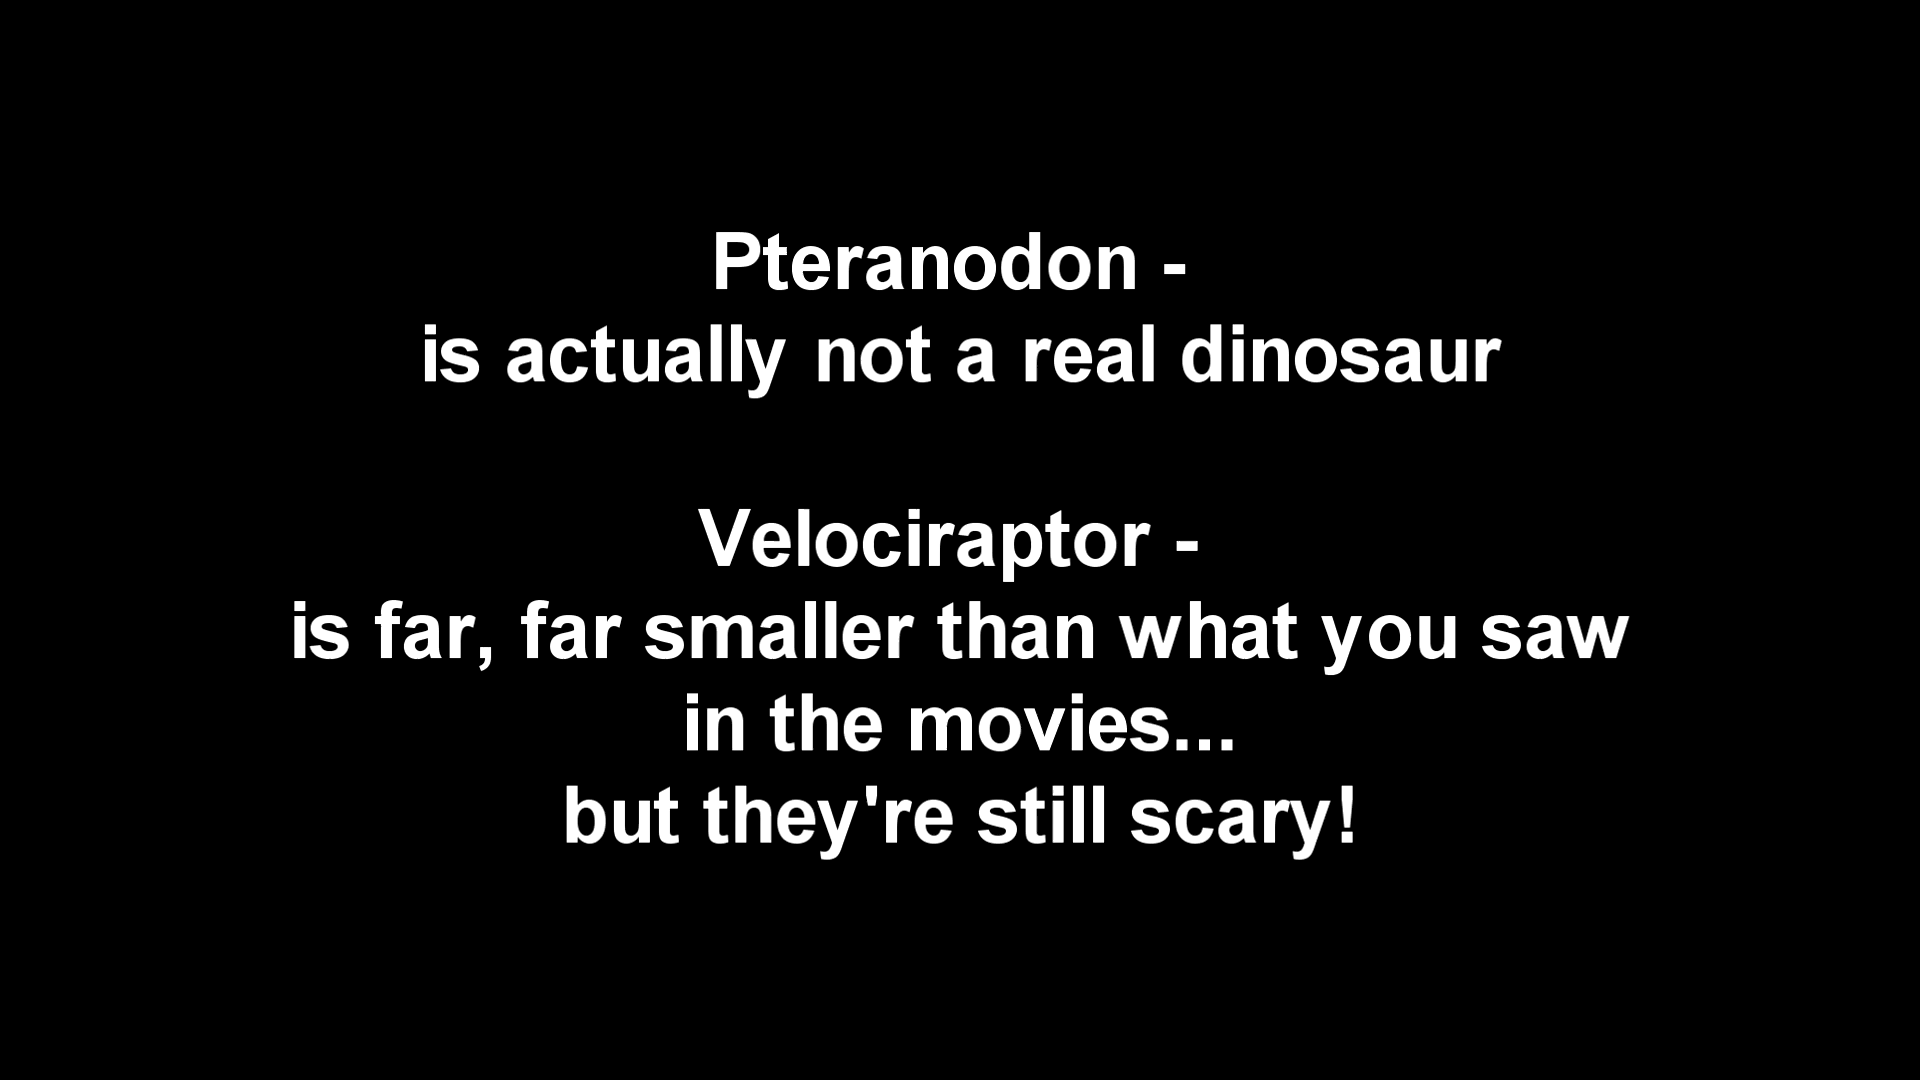 Pteranodon -
is actually not a real dinosaur
Velociraptor -
is far, far smaller than what you saw
in the movies...
but they're still scary!